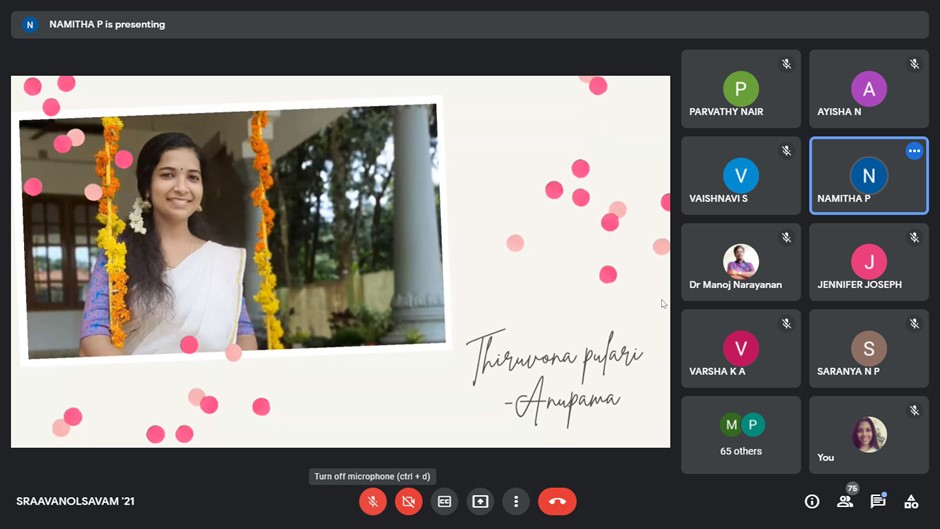 N NAMITHA P is presenting
P
PARVATHY NAIR
A
AYISHA N
V
VAISHNAVI S
N
NAMITHA P
Dr Manoj Narayanan
J
JENNIFER JOSEPH
V
VARSHA K A
S
SARANYA N P
M P
65 others
You
Thiruvona pulari
-Anupama
Turn off microphone (ctrl + d)
SRAAVANOLSAVAM '21
75